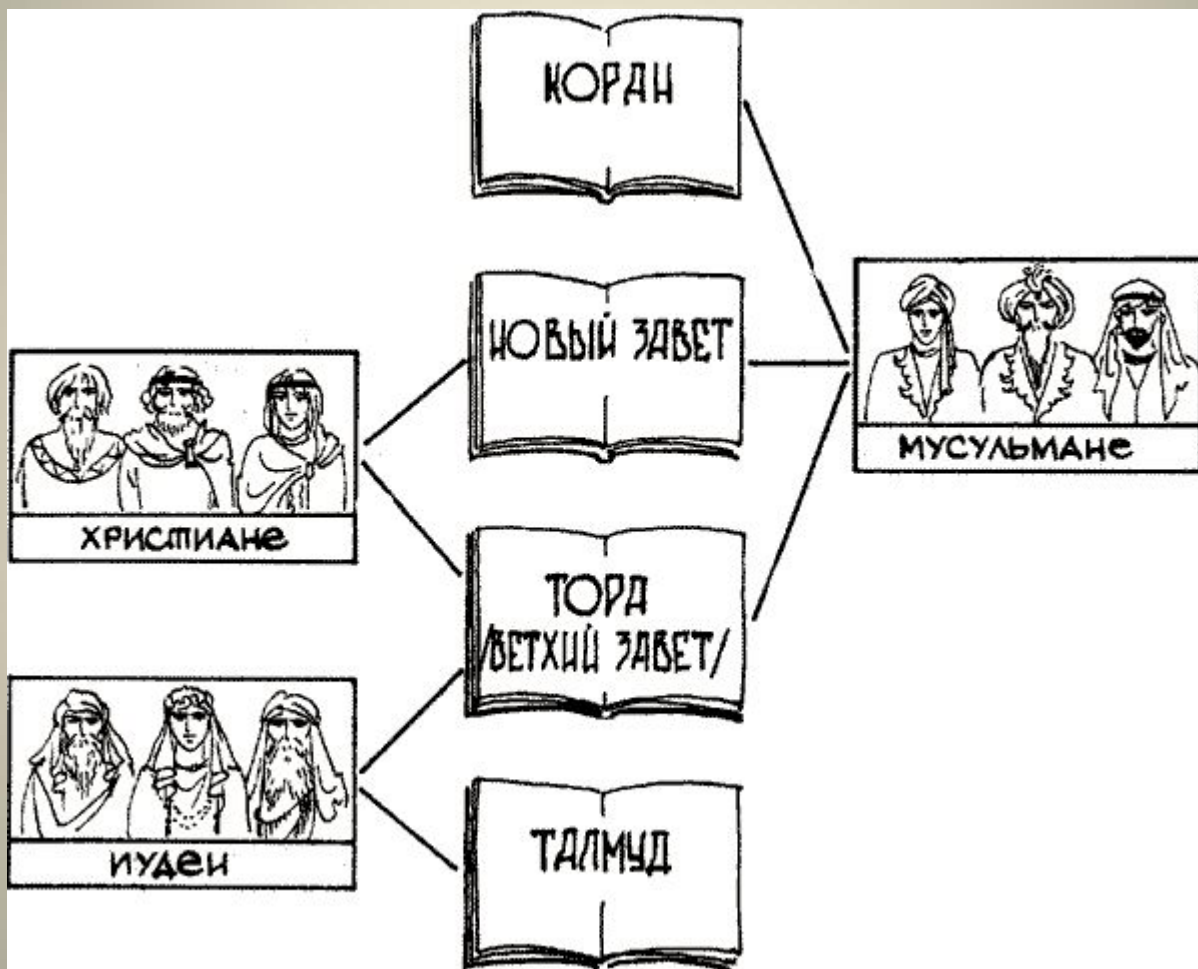 КОРАН
НОВЫЙ ЗАВЕТ
МУСУЛЬМАНЕ
ХРИСТИАНЕ
ТОРА
/ВЕТХИЙ ЗАВЕТ/
ИУДЕИ
ТАЛМУД